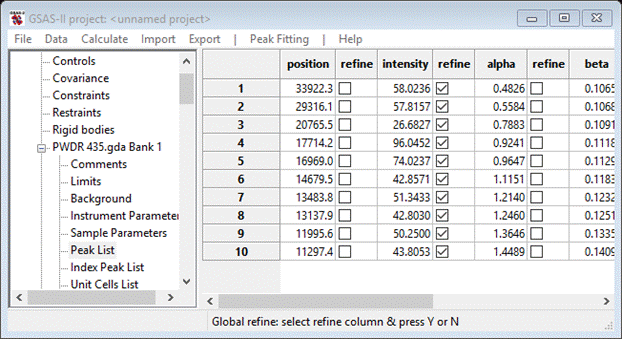 GSAS-II project: <unnamed project>
File Data Calculate Import Export | Peak Fitting | Help
Controls
Covariance
Constraints
Restraints
Rigid bodies
PWDR 435.gda Bank 1
Comments
Limits
Background
Instrument Parameter
Sample Parameters
Peak List
Index Peak List
Unit Cells List
position refine intensity refine alpha refine beta
1 33922.3 58.0236 0.4826 0.1065
2 29316.1 57.8157 0.5584 0.1068
3 20765.5 26.6827 0.7883 0.1091
4 17714.2 96.0452 0.9241 0.1118
5 16969.0 74.0237 0.9647 0.1129
6 14679.5 42.8571 1.1151 0.1183
7 13483.8 51.3433 1.2140 0.1232
8 13137.9 42.8030 1.2460 0.1251
9 11995.6 50.2500 1.3646 0.1335
10 11297.4 43.8053 1.4489 0.1409
Global refine: select refine column & press Y or N